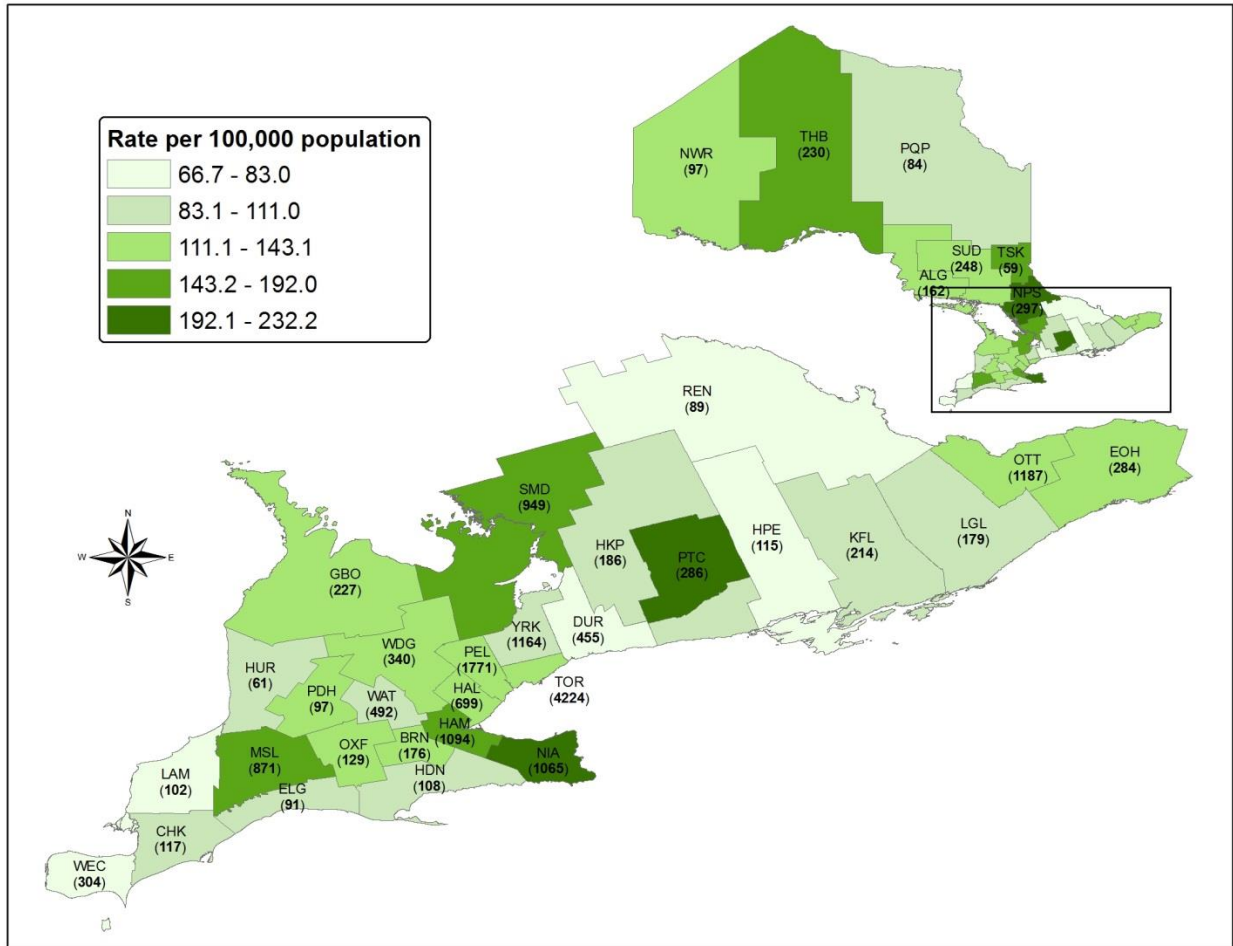 Rate per 100,000 population
66.7 - 83.0
83.1 - 111.0
111.1 - 143.1
143.2 - 192.0
192.1 - 232.2
NWR
(97)
THB
(230)
PQP
(84)
SUD
(248)
TSK
(59)
ALG
(162)
NPS
(297)
N
W
E
S
REN
(89)
SMD
(949)
OTT
(1187)
EOH
(284)
HKP
(186)
PTC
(286)
HPE
(115)
KFL
(214)
LGL
(179)
GBO
(227)
YRK
(1164)
DUR
(455)
WDG
(340)
PEL
(1771)
HUR
(61)
PDH
(97)
WAT
(492)
HAL
(699)
TOR
(4224)
HAM
(1094)
MSL
(871)
OXF
(129)
BRN
(176)
NIA
(1065)
LAM
(102)
HDN
(108)
ELG
(91)
CHK
(117)
WEC
(304)